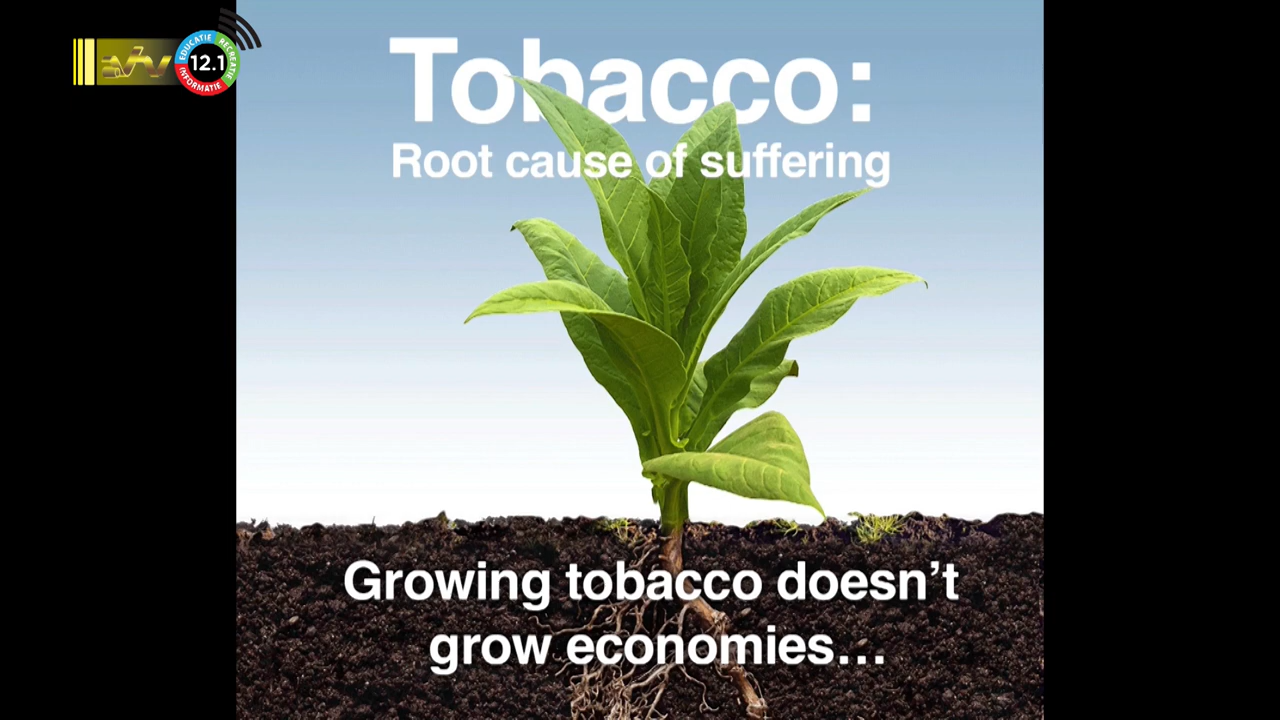 EDUCATIE
RECREATIE
INFORMATIE
12.1
Tobacco:
Root cause of suffering
Growing tobacco doesn’t
grow economies…